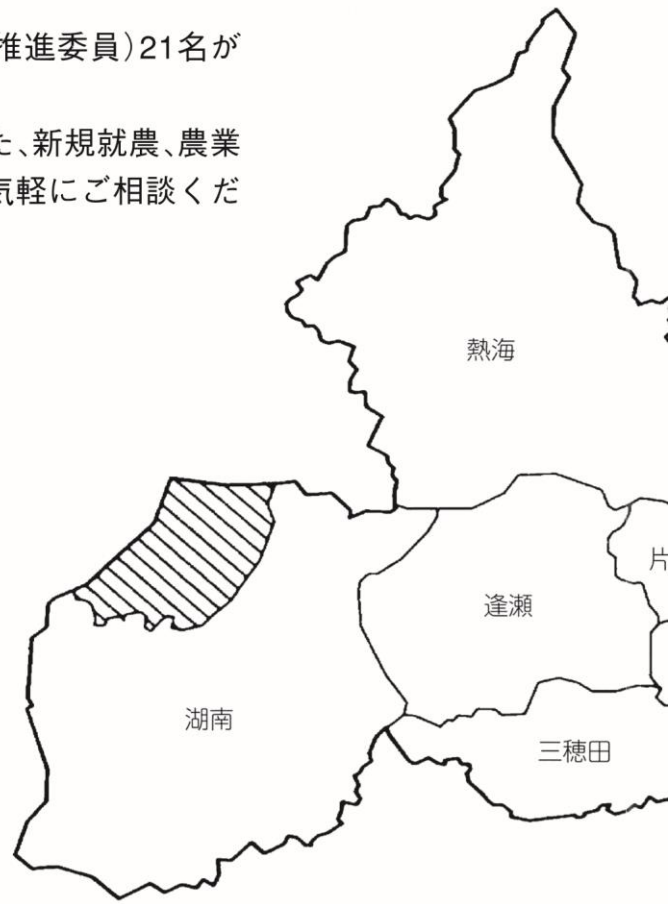 推進委員)21名が
た、新規就農、農業
気軽にご相談くだ
熱海
片
逢瀬
湖南
三穂田